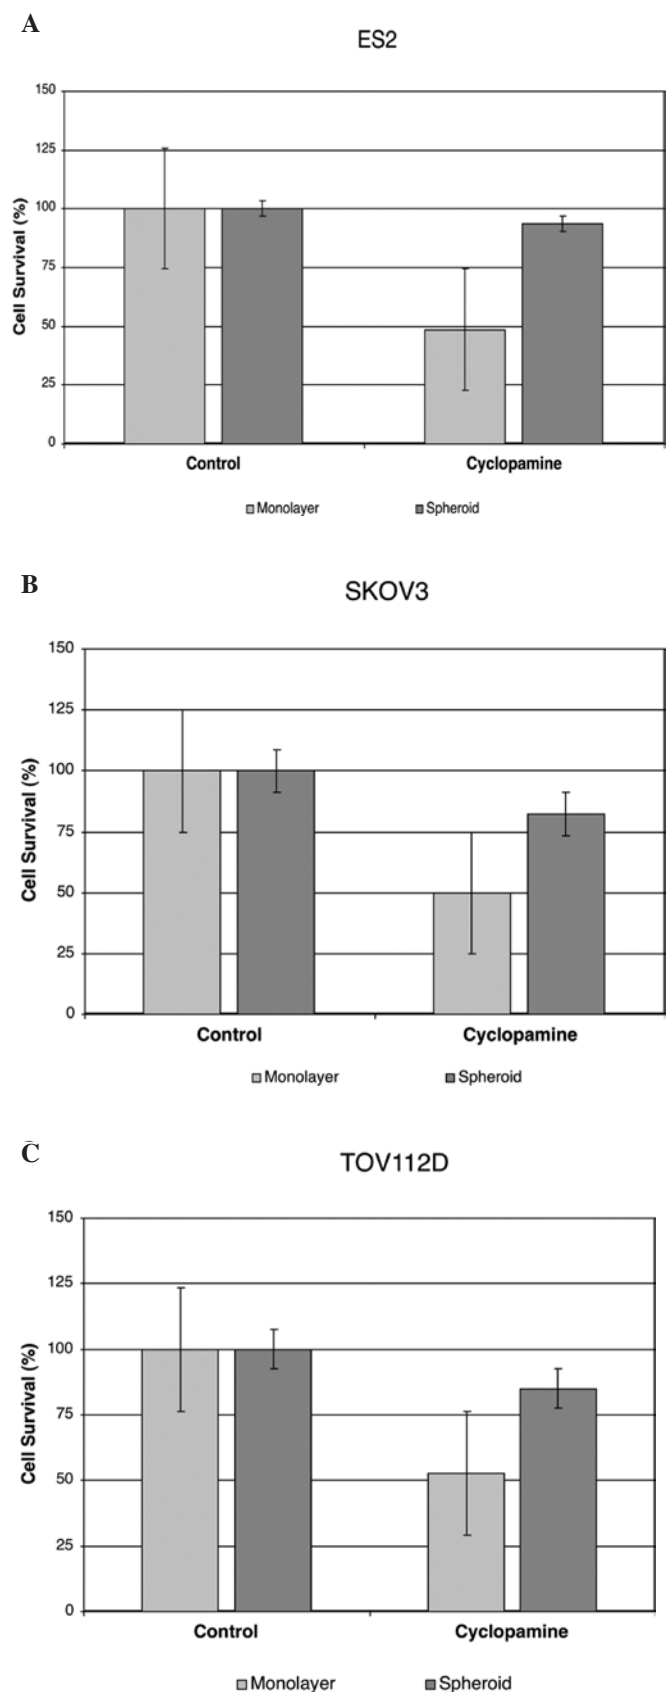 A
ES2
150
125
100
75
50
25
0
Cell Survival (%)
Control Cyclopamine
Monolayer Spheroid
B
SKOV3
150
125
100
75
50
25
0
Cell Survival (%)
Control Cyclopamine
Monolayer Spheroid
C
TOV112D
150
125
100
75
50
25
0
Cell Survival (%)
Control Cyclopamine
Monolayer Spheroid